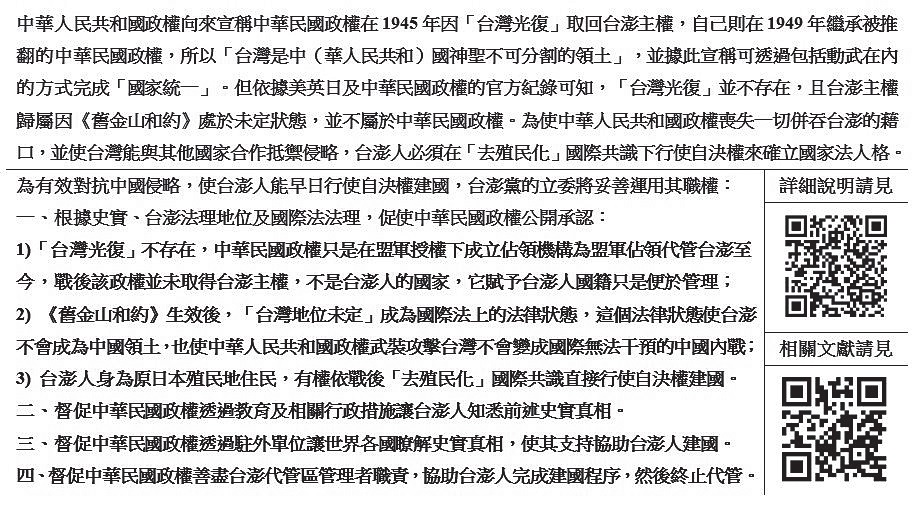 中華人民共和國政權向來宣稱中華民國政權在 1945 年因「台灣光復」取回台澎主權，自己則在 1949 年繼承被推
翻的中華民國政權，所以「台灣是中（華人民共和）國神聖不可分割的領土」，並據此宣稱可透過包括動武在內
的方式完成「國家統一」。但依據美英日及中華民國政權的官方紀錄可知，「台灣光復」並不存在，且台澎主權
歸屬因《舊金山和約》處於未定狀態，並不屬於中華民國政權。為使中華人民共和國政權喪失一切併吞台澎的藉
口，並使台灣能與其他國家合作抵禦侵略，台澎人必須在「去殖民化」國際共識下行使自決權來確立國家法人格。
為有效對抗中國侵略，使台澎人能早日行使自決權建國，台澎黨的立委將妥善運用其職權：
一、根據史實、台澎法理地位及國際法法理，促使中華民國政權公開承認：
1)「台灣光復」不存在，中華民國政權只是在盟軍授權下成立佔領機構為盟軍佔領代管台澎至
今，戰後該政權並未取得台澎主權，不是台澎人的國家，它賦予台澎人國籍只是便於管理；
2) 《舊金山和約》生效後，「台灣地位未定」成為國際法上的法律狀態，這個法律狀態使台澎
不會成為中國領土，也使中華人民共和國政權武裝攻擊台灣不會變成國際無法干預的中國內戰；
3) 台澎人身為原日本殖民地住民，有權依戰後「去殖民化」國際共識直接行使自決權建國。
二、督促中華民國政權透過教育及相關行政措施讓台澎人知悉前述史實真相。
三、督促中華民國政權透過駐外單位讓世界各國瞭解史實真相，使其支持協助台澎人建國。
四、督促中華民國政權善盡台澎代管區管理者職責，協助台澎人完成建國程序，然後終止代管。
詳細說明請見
相關文獻請見